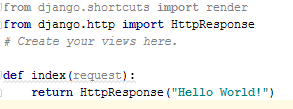 from django.shortcuts import render
from django.http import HttpResponse
# Create your views here.
def index(request):
    return HttpResponse("Hello World!")